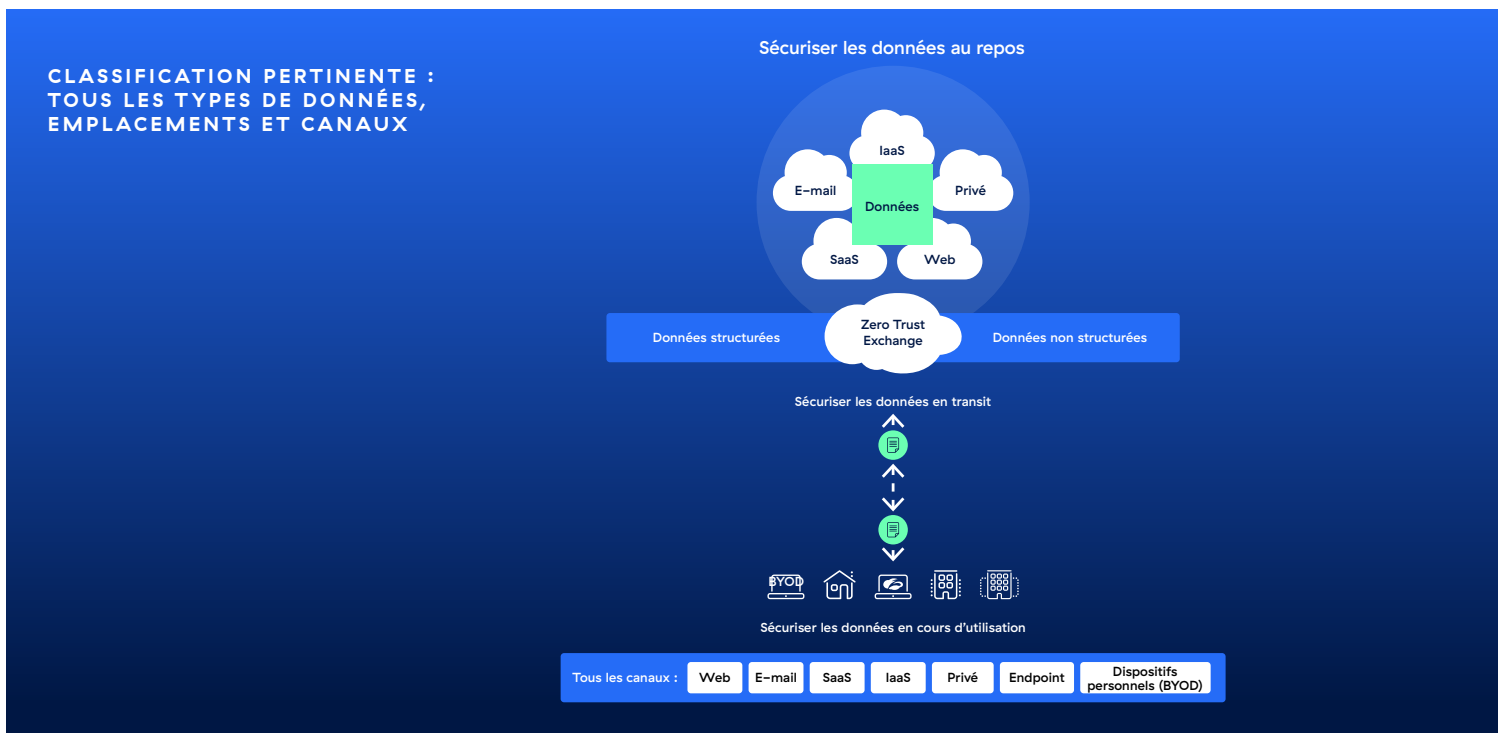 CLASSIFICATION PERTINENTE :
TOUS LES TYPES DE DONNÉES,
EMPLACEMENTS ET CANAUX
Sécuriser les données au repos
IaaS
E-mail
Privé
Données
SaaS
Web
Données structurées
Zero Trust
Exchange
Données non structurées
Sécuriser les données en transit
BYOD
Sécuriser les données en cours d'utilisation
Tous les canaux :
Web
E-mail
SaaS
IaaS
Privé
Endpoint
Dispositifs
personnels (BYOD)